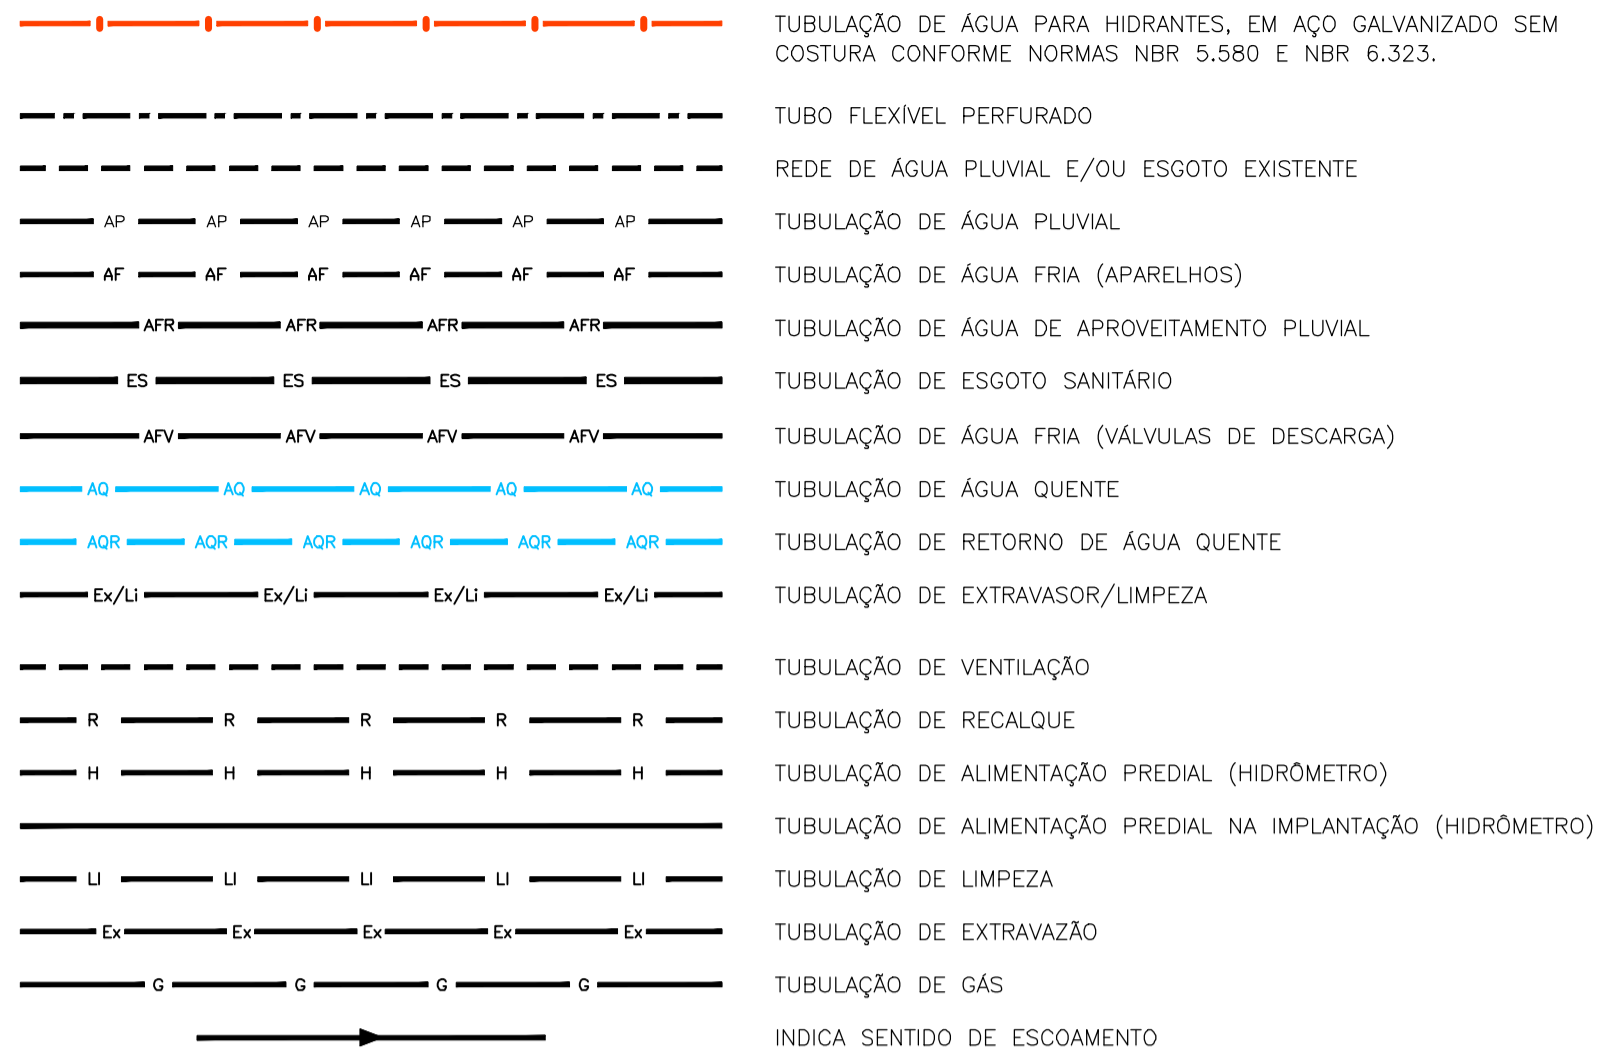 TUBULAÇÃO DE ÁGUA PARA HIDRANTES, EM AÇO GALVANIZADO SEM
COSTURA CONFORME NORMAS NBR 5.580 E NBR 6.323.
TUBO FLEXÍVEL PERFURADO
REDE DE ÁGUA PLUVIAL E/OU ESGOTO EXISTENTE
AP AP AP AP AP AP TUBULAÇÃO DE ÁGUA PLUVIAL
AF AF AF AF AF AF TUBULAÇÃO DE ÁGUA FRIA (APARELHOS)
AFR AFR AFR AFR TUBULAÇÃO DE ÁGUA DE APROVEITAMENTO PLUVIAL
ES ES ES ES TUBULAÇÃO DE ESGOTO SANITÁRIO
AFV AFV AFV AFV TUBULAÇÃO DE ÁGUA FRIA (VÁLVULAS DE DESCARGA)
AQ AQ AQ AQ AQ TUBULAÇÃO DE ÁGUA QUENTE
AQR AQR AQR AQR AQR AQR TUBULAÇÃO DE RETORNO DE ÁGUA QUENTE
Ex/Li Ex/Li Ex/Li Ex/Li TUBULAÇÃO DE EXTRAVASOR/LIMPEZA
TUBULAÇÃO DE VENTILAÇÃO
R R R R R TUBULAÇÃO DE RECALQUE
H H H H H TUBULAÇÃO DE ALIMENTAÇÃO PREDIAL (HIDRÔMETRO)
TUBULAÇÃO DE ALIMENTAÇÃO PREDIAL NA IMPLANTAÇÃO (HIDRÔMETRO)
LI LI LI LI LI TUBULAÇÃO DE LIMPEZA
Ex Ex Ex Ex Ex TUBULAÇÃO DE EXTRAVAZÃO
G G G G TUBULAÇÃO DE GÁS
INDICA SENTIDO DE ESCOAMENTO